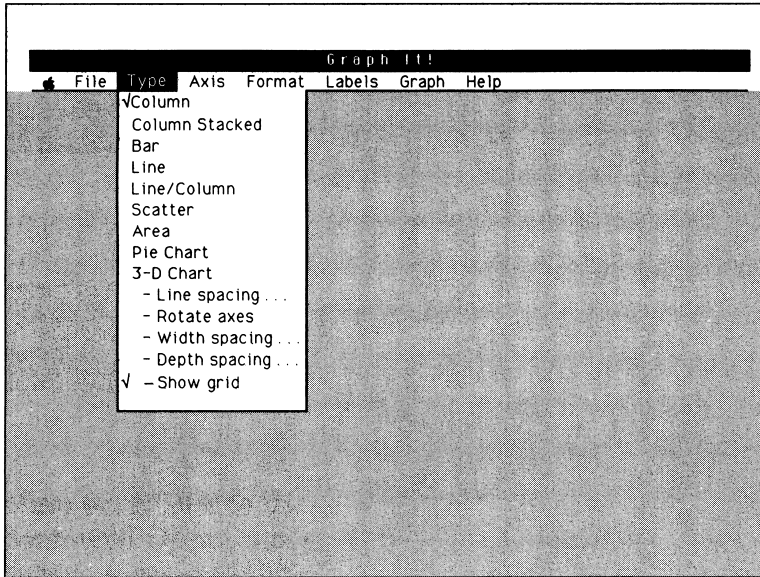 Graph It!
File Type Axis Format Labels Graph Help
√Column
Column Stacked
Bar
Line
Line/Column
Scatter
Area
Pie Chart
3-D Chart
- Line spacing...
- Rotate axes
- Width spacing...
- Depth spacing...
√ – Show grid